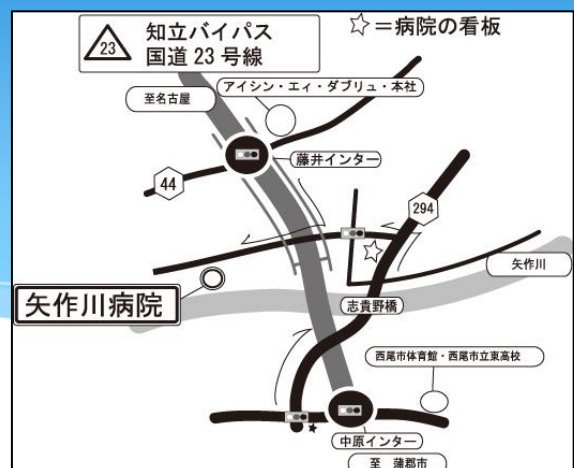 23
知立バイパス
国道23号線
☆=病院の看板
アイシン・エィ・ダブリュ・本社
至名古屋
藤井インター
44
294
矢作川
矢作川病院
志貴野橋
西尾市体育館・西尾市立東高校
中原インター
至 蒲郡市